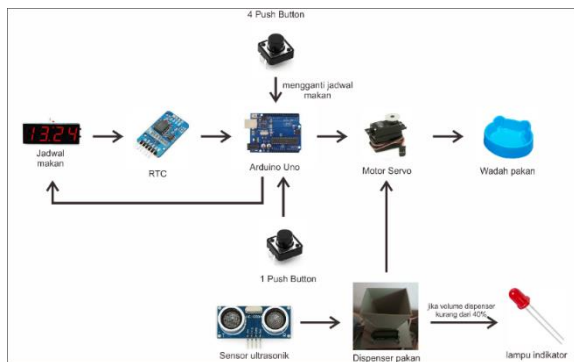 4 Push Button
mengganti jadwal
makan
13.24
Jadwal
makan
RTC
Arduino Uno
Motor Servo
Wadah pakan
1 Push Button
Sensor ultrasonik
Dispenser pakan
jika volume dispenser
kurang dari 40%
lampu indikator